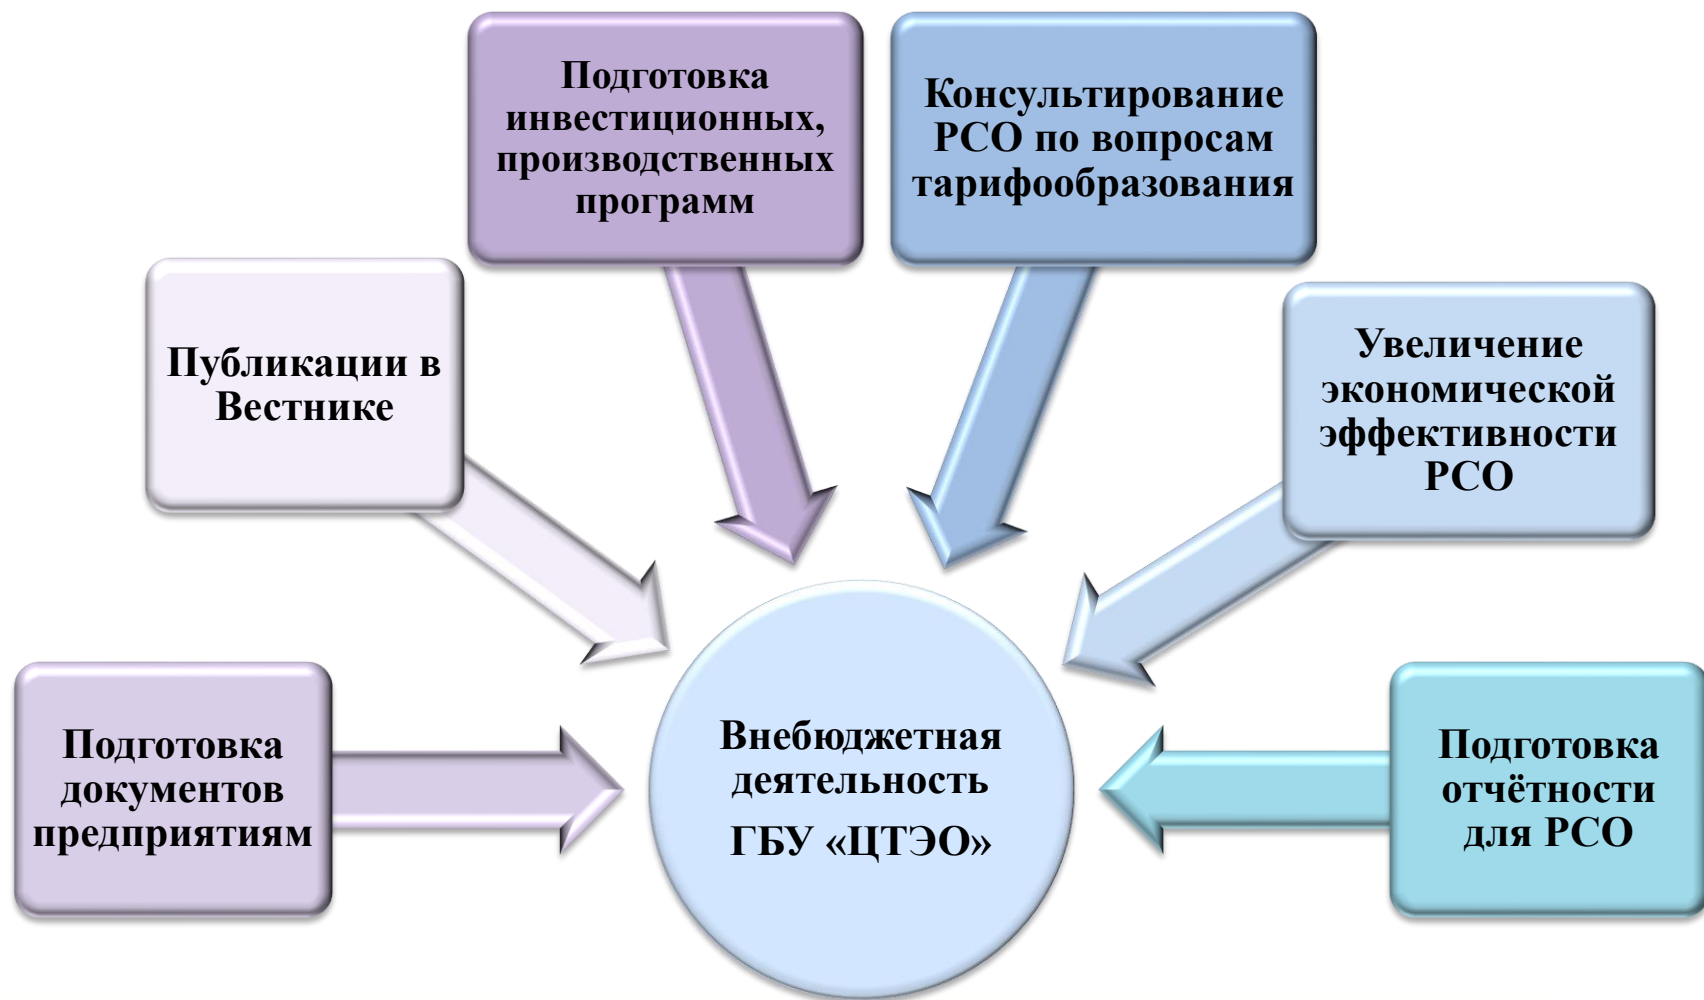 Подготовка
инвестиционных,
производственных
программ
Консультирование
РСО по вопросам
тарифообразования
Публикации в
Вестнике
Увеличение
экономической
эффективности
РСО
Подготовка
документов
предприятиям
Внебюджетная
деятельность
ГБУ «ЦТЭО»
Подготовка
отчётности
для РСО